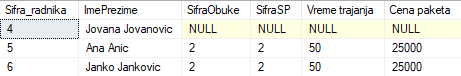 Sifra_radnika ImePrezime SifraObuke SifraSP Vreme trajanja Cena paketa
4 Jovana Jovanovic NULL NULL NULL NULL
5 Ana Anic 2 2 50 25000
6 Janko Jankovic 2 2 50 25000